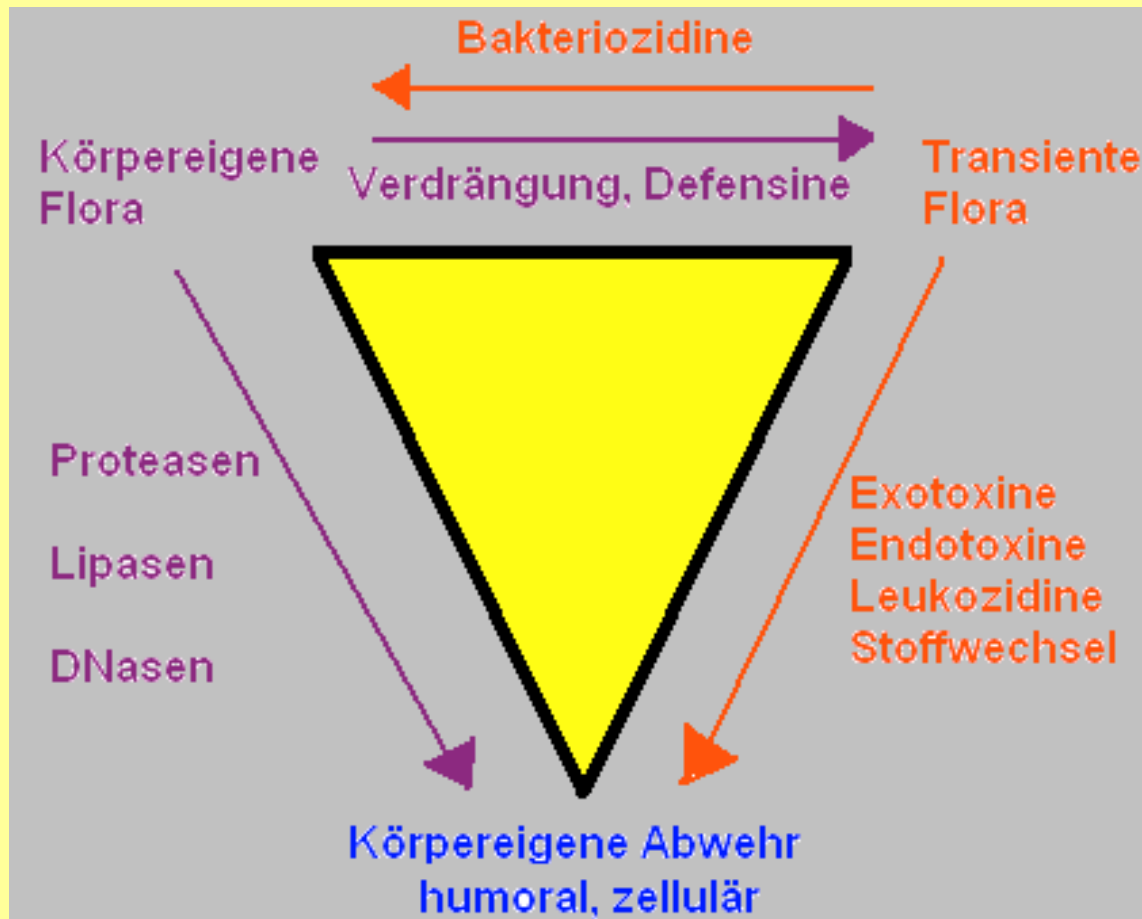 Bakteriozidine
Körpereigene
Flora
Verdrängung, Defensine
Transiente
Flora
Proteasen
Lipasen
DNasen
Exotoxine
Endotoxine
Leukozidine
Stoffwechsel
Körpereigene Abwehr
humoral, zellulär